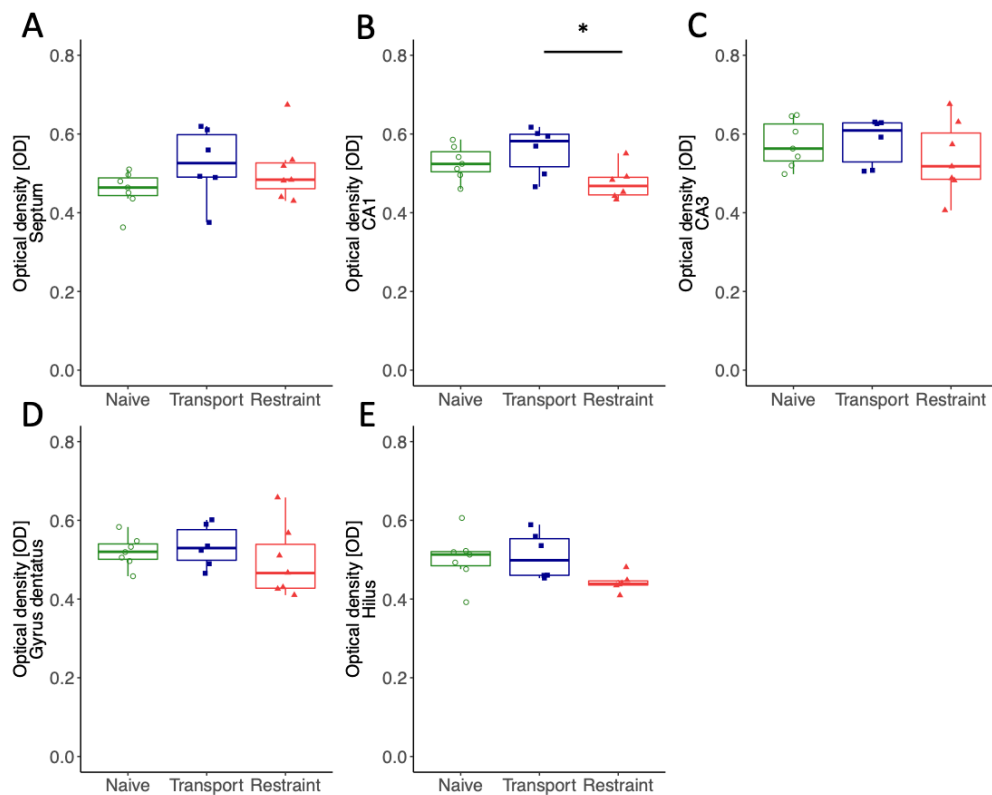 A
Optical density [OD]
Septum
0.8
0.6
0.4
0.2
0.0
Naive Transport Restraint
B
*
Optical density [OD]
CA1
0.8
0.6
0.4
0.2
0.0
Naive Transport Restraint
C
Optical density [OD]
CA3
0.8
0.6
0.4
0.2
0.0
Naive Transport Restraint
D
Optical density [OD]
Gyrus dentatus
0.8
0.6
0.4
0.2
0.0
Naive Transport Restraint
E
Optical density [OD]
Hilus
0.8
0.6
0.4
0.2
0.0
Naive Transport Restraint